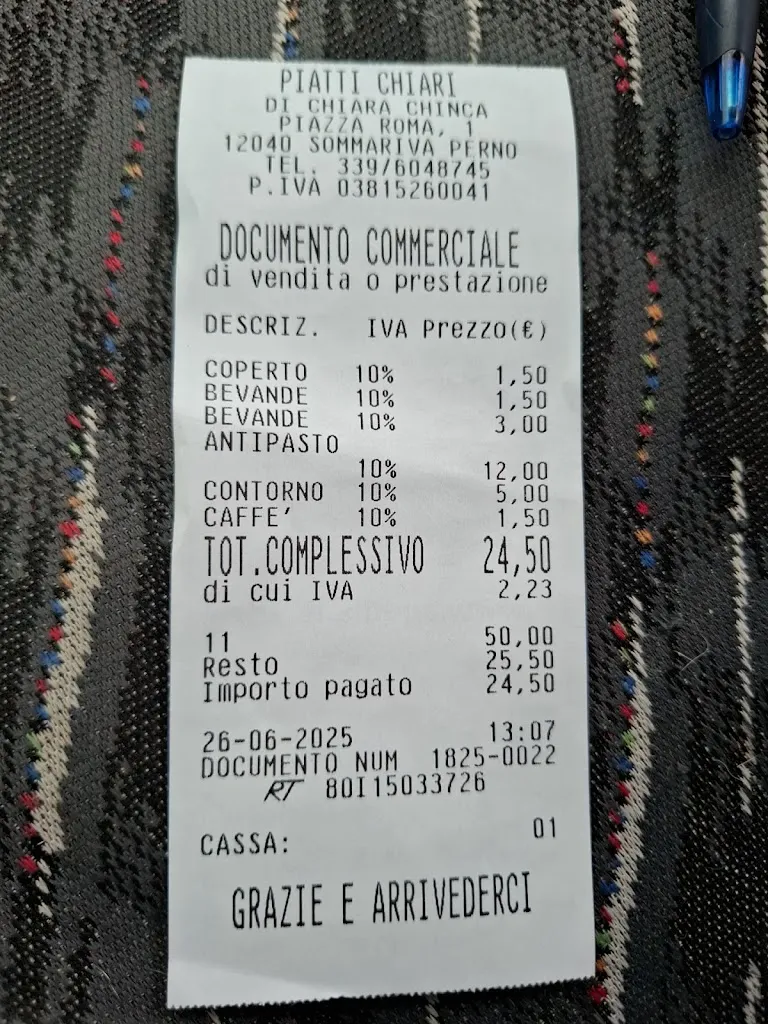 PIATTI CHIARI
DI CHIARA CHINCA
PIAZZA ROMA, 1
12040 SOMMARIVA PERNO
TEL. 339/6048745
P.IVA 03815260041
DOCUMENTO COMMERCIALE
di vendita o prestazione
DESCRIZ. IVA Prezzo(€)
COPERTO 10% 1,50
BEVANDE 10% 1,50
BEVANDE 10% 3,00
ANTIPASTO
10% 12,00
CONTORNO 10% 5,00
CAFFE' 10% 1,50
TOT.COMPLESSIVO 24,50
di cui IVA 2,23
11 50,00
Resto 25,50
Importo pagato 24,50
26-06-2025 13:07
DOCUMENTO NUM 1825-0022
RT 80I15033726
CASSA: 01
GRAZIE E ARRIVEDERCI